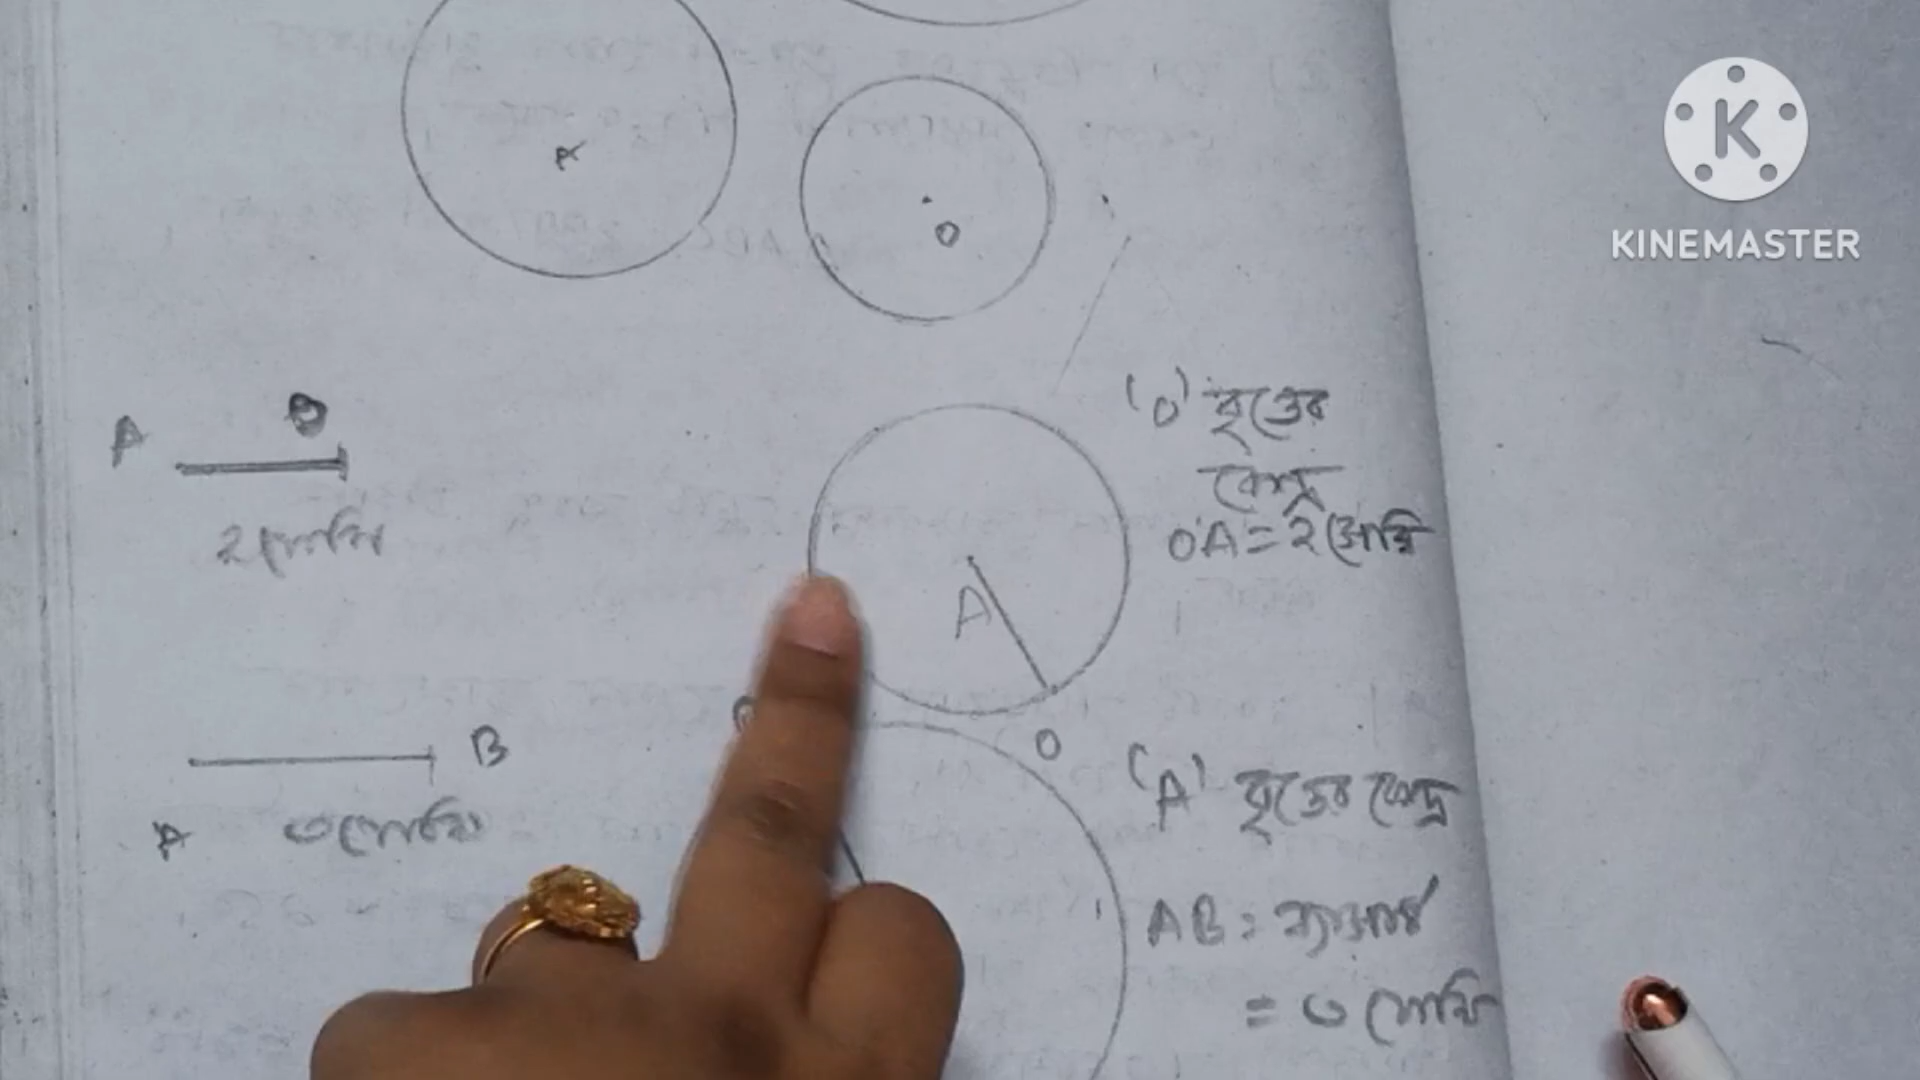 A
O
KINEMASTER
A O
২ সেমি
'O' বৃত্তের
কেন্দ্র
OA = ২ সেমি
A
O
A B
৩ সেমি
'A' বৃত্তের কেন্দ্র
AB = ব্যাসার্ধ
= ৩ সেমি